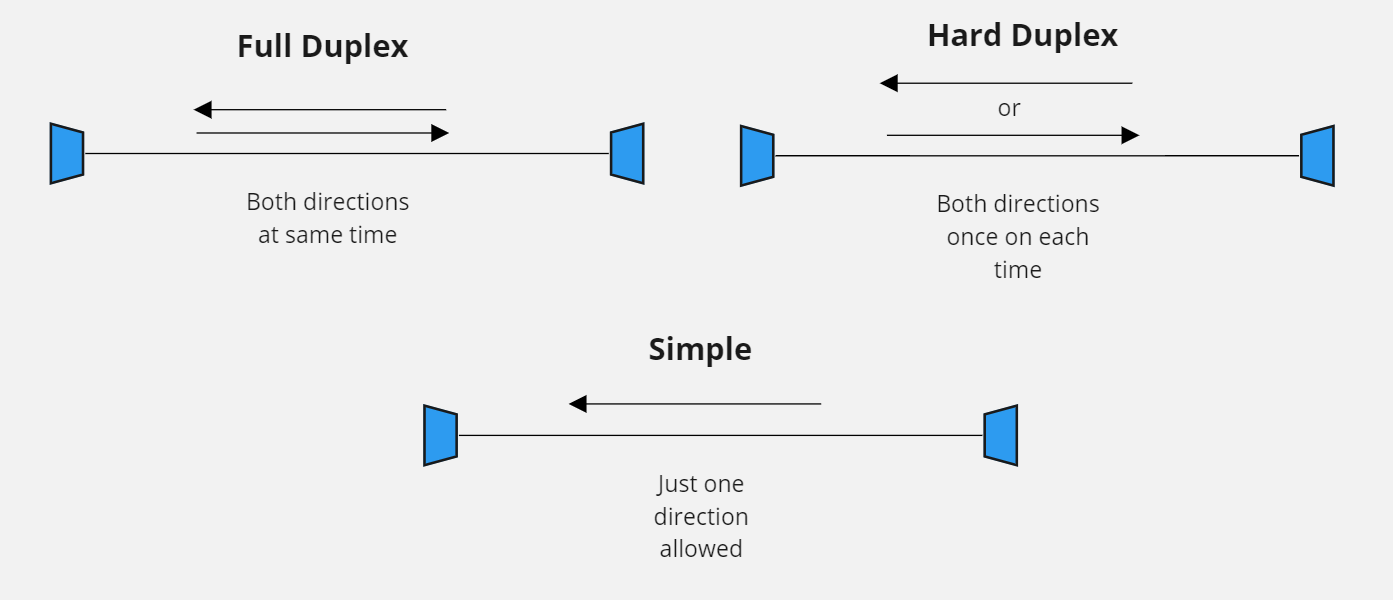 Full Duplex
Both directions
at same time
Hard Duplex
or
Both directions
once on each
time
Simple
Just one
direction
allowed